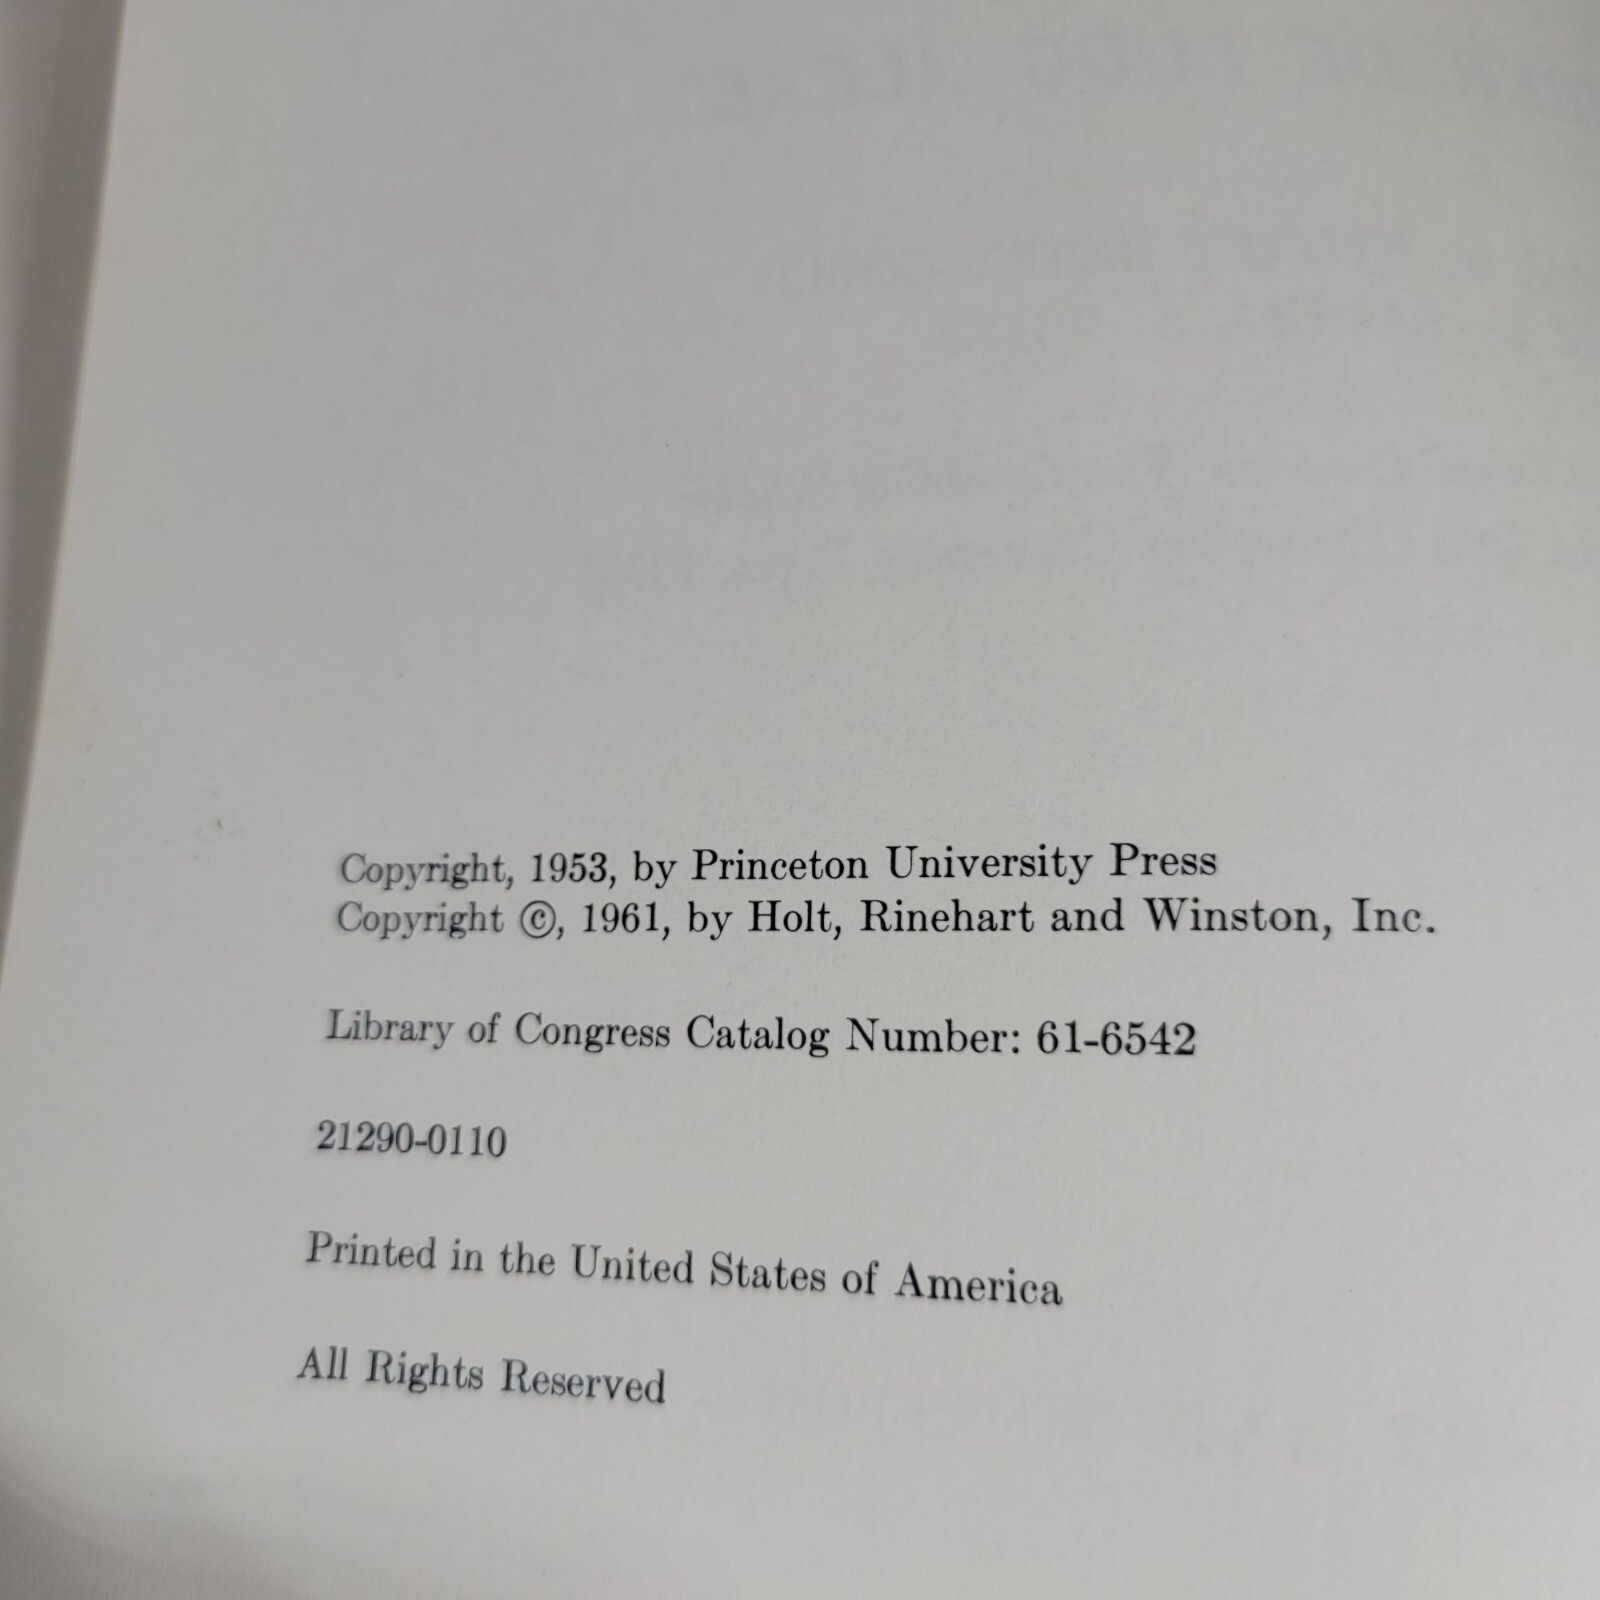 Copyright, 1953, by Princeton University Press
Copyright ©, 1961, by Holt, Rinehart and Winston, Inc.
Library of Congress Catalog Number: 61-6542
21290-0110
Printed in the United States of America
All Rights Reserved